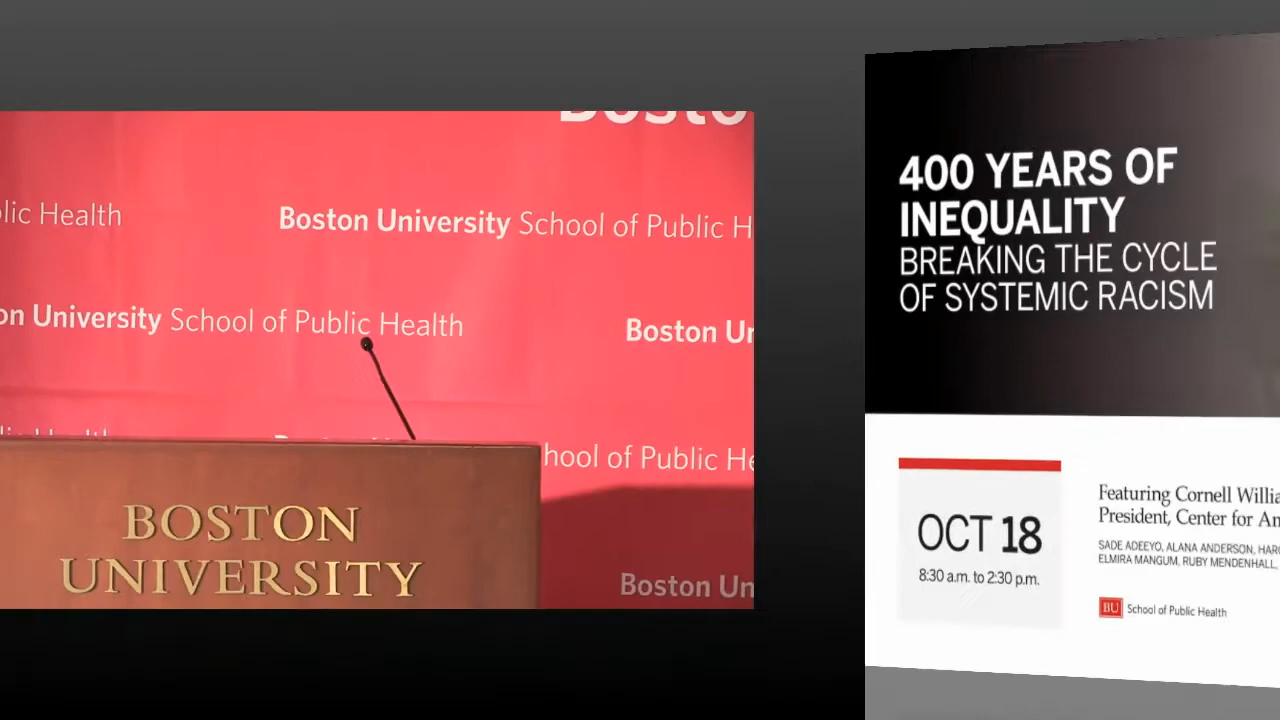 Boston
lic Health
Boston University School of Public H
on University School of Public Health
Boston Un
hool of Public He
Boston Un
BOSTON
UNIVERSITY
400 YEARS OF
INEQUALITY
BREAKING THE CYCLE
OF SYSTEMIC RACISM
OCT 18
8:30 a.m. to 2:30 p.m.
Featuring Cornell Willia
President, Center for An
SADE ADEEYO, ALANA ANDERSON, HARO
ELMIRA MANGUM, RUBY MENDENHALL,
BU School of Public Health